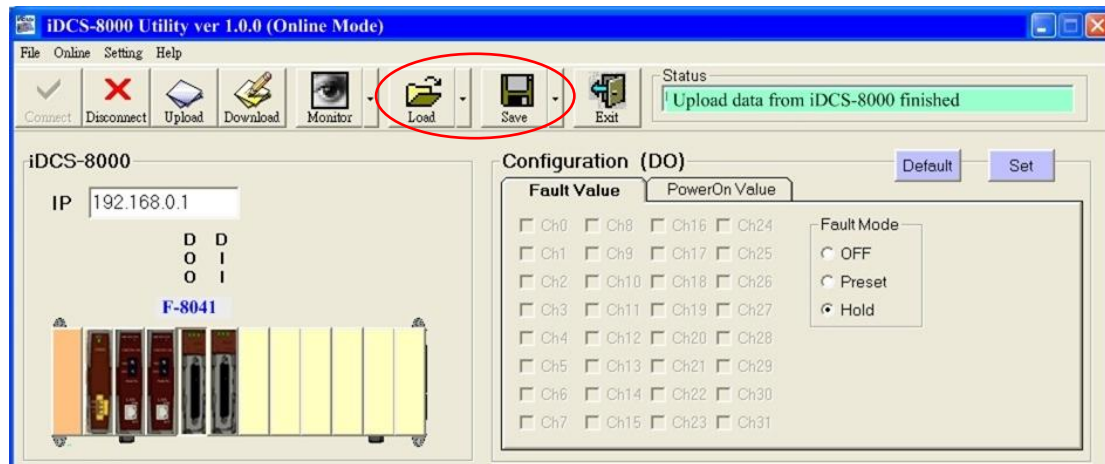 iDCS-8000 Utility ver 1.0.0 (Online Mode)
File Online Setting Help
Connect Disconnect Upload Download Monitor Load Save Exit
Status
Upload data from iDCS-8000 finished
iDCS-8000
IP 192.168.0.1
D D
O I
O I
F-8041
Configuration (DO)
Default Set
Fault Value PowerOn Value
Ch0 Ch8 Ch16 Ch24
Ch1 Ch9 Ch17 Ch25
Ch2 Ch10 Ch18 Ch26
Ch3 Ch11 Ch19 Ch27
Ch4 Ch12 Ch20 Ch28
Ch5 Ch13 Ch21 Ch29
Ch6 Ch14 Ch22 Ch30
Ch7 Ch15 Ch23 Ch31
Fault Mode
OFF
Preset
Hold